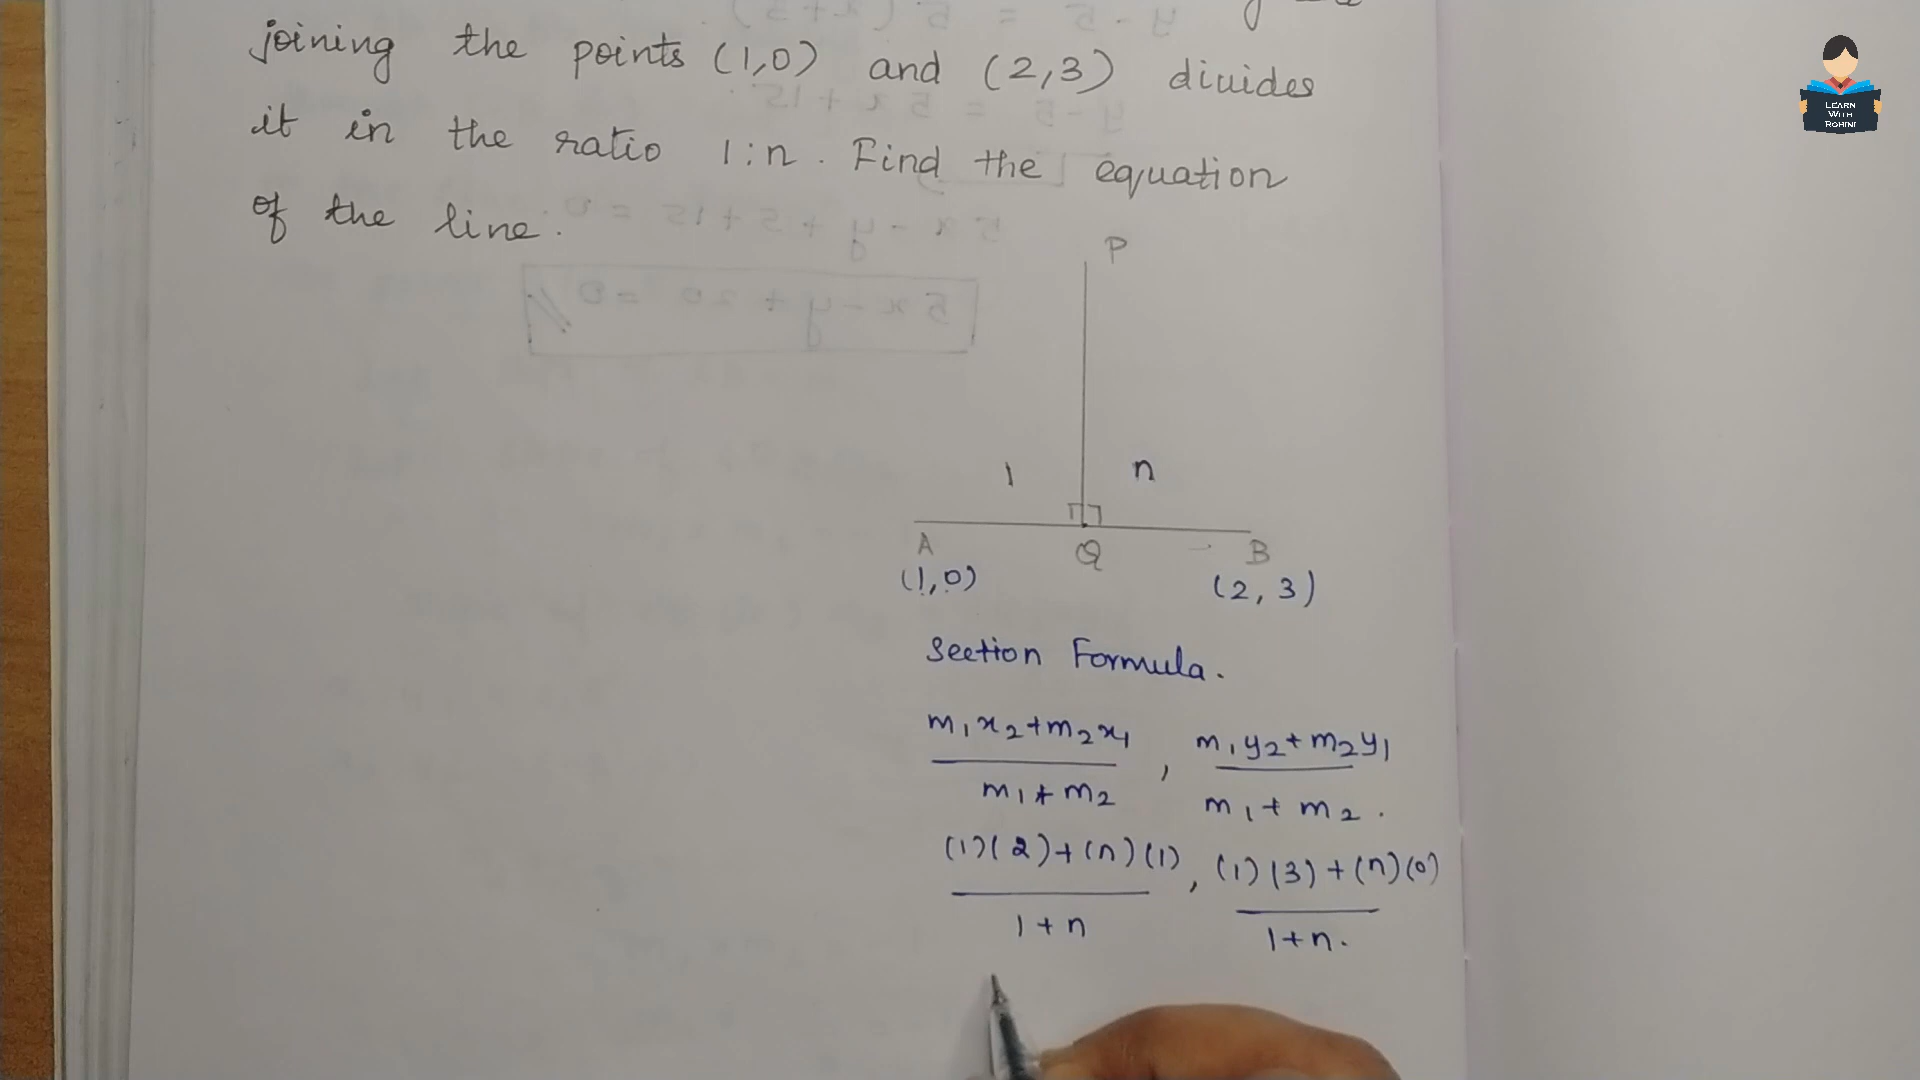 joining the points (1,0) and (2,3) divides
it in the ratio 1:n. Find the equation
of the line.
P
1 n
A Q B
(1,0) (2,3)
Section Formula.
m₁x₂+m₂x₁ / m₁+m₂ , m₁y₂+m₂y₁ / m₁+m₂.
(1)(2)+(n)(1) / 1+n , (1)(3)+(n)(0) / 1+n.
LEARN
WITH
ROHINI